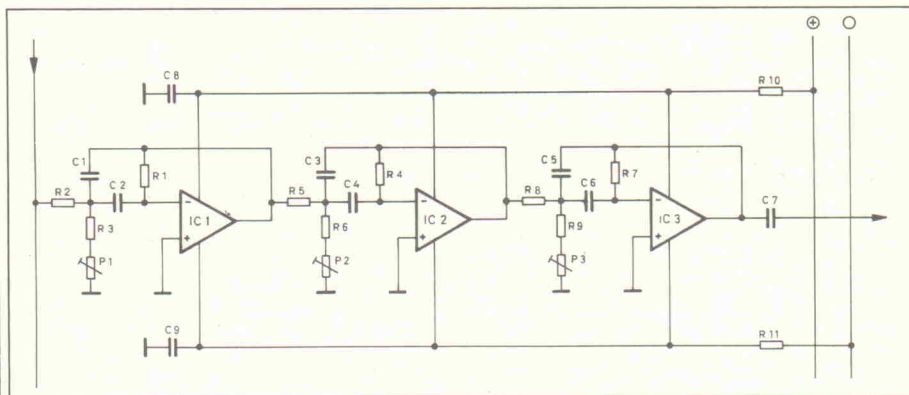 ⊕ ○
C8 R10
C1 R1 C3 R4 C5 R7
R2 C2 R5 C4 R8 C6 C7
- IC1 - IC2 - IC3
R3 R6 R9
+ + +
P1 P2 P3
C9 R11